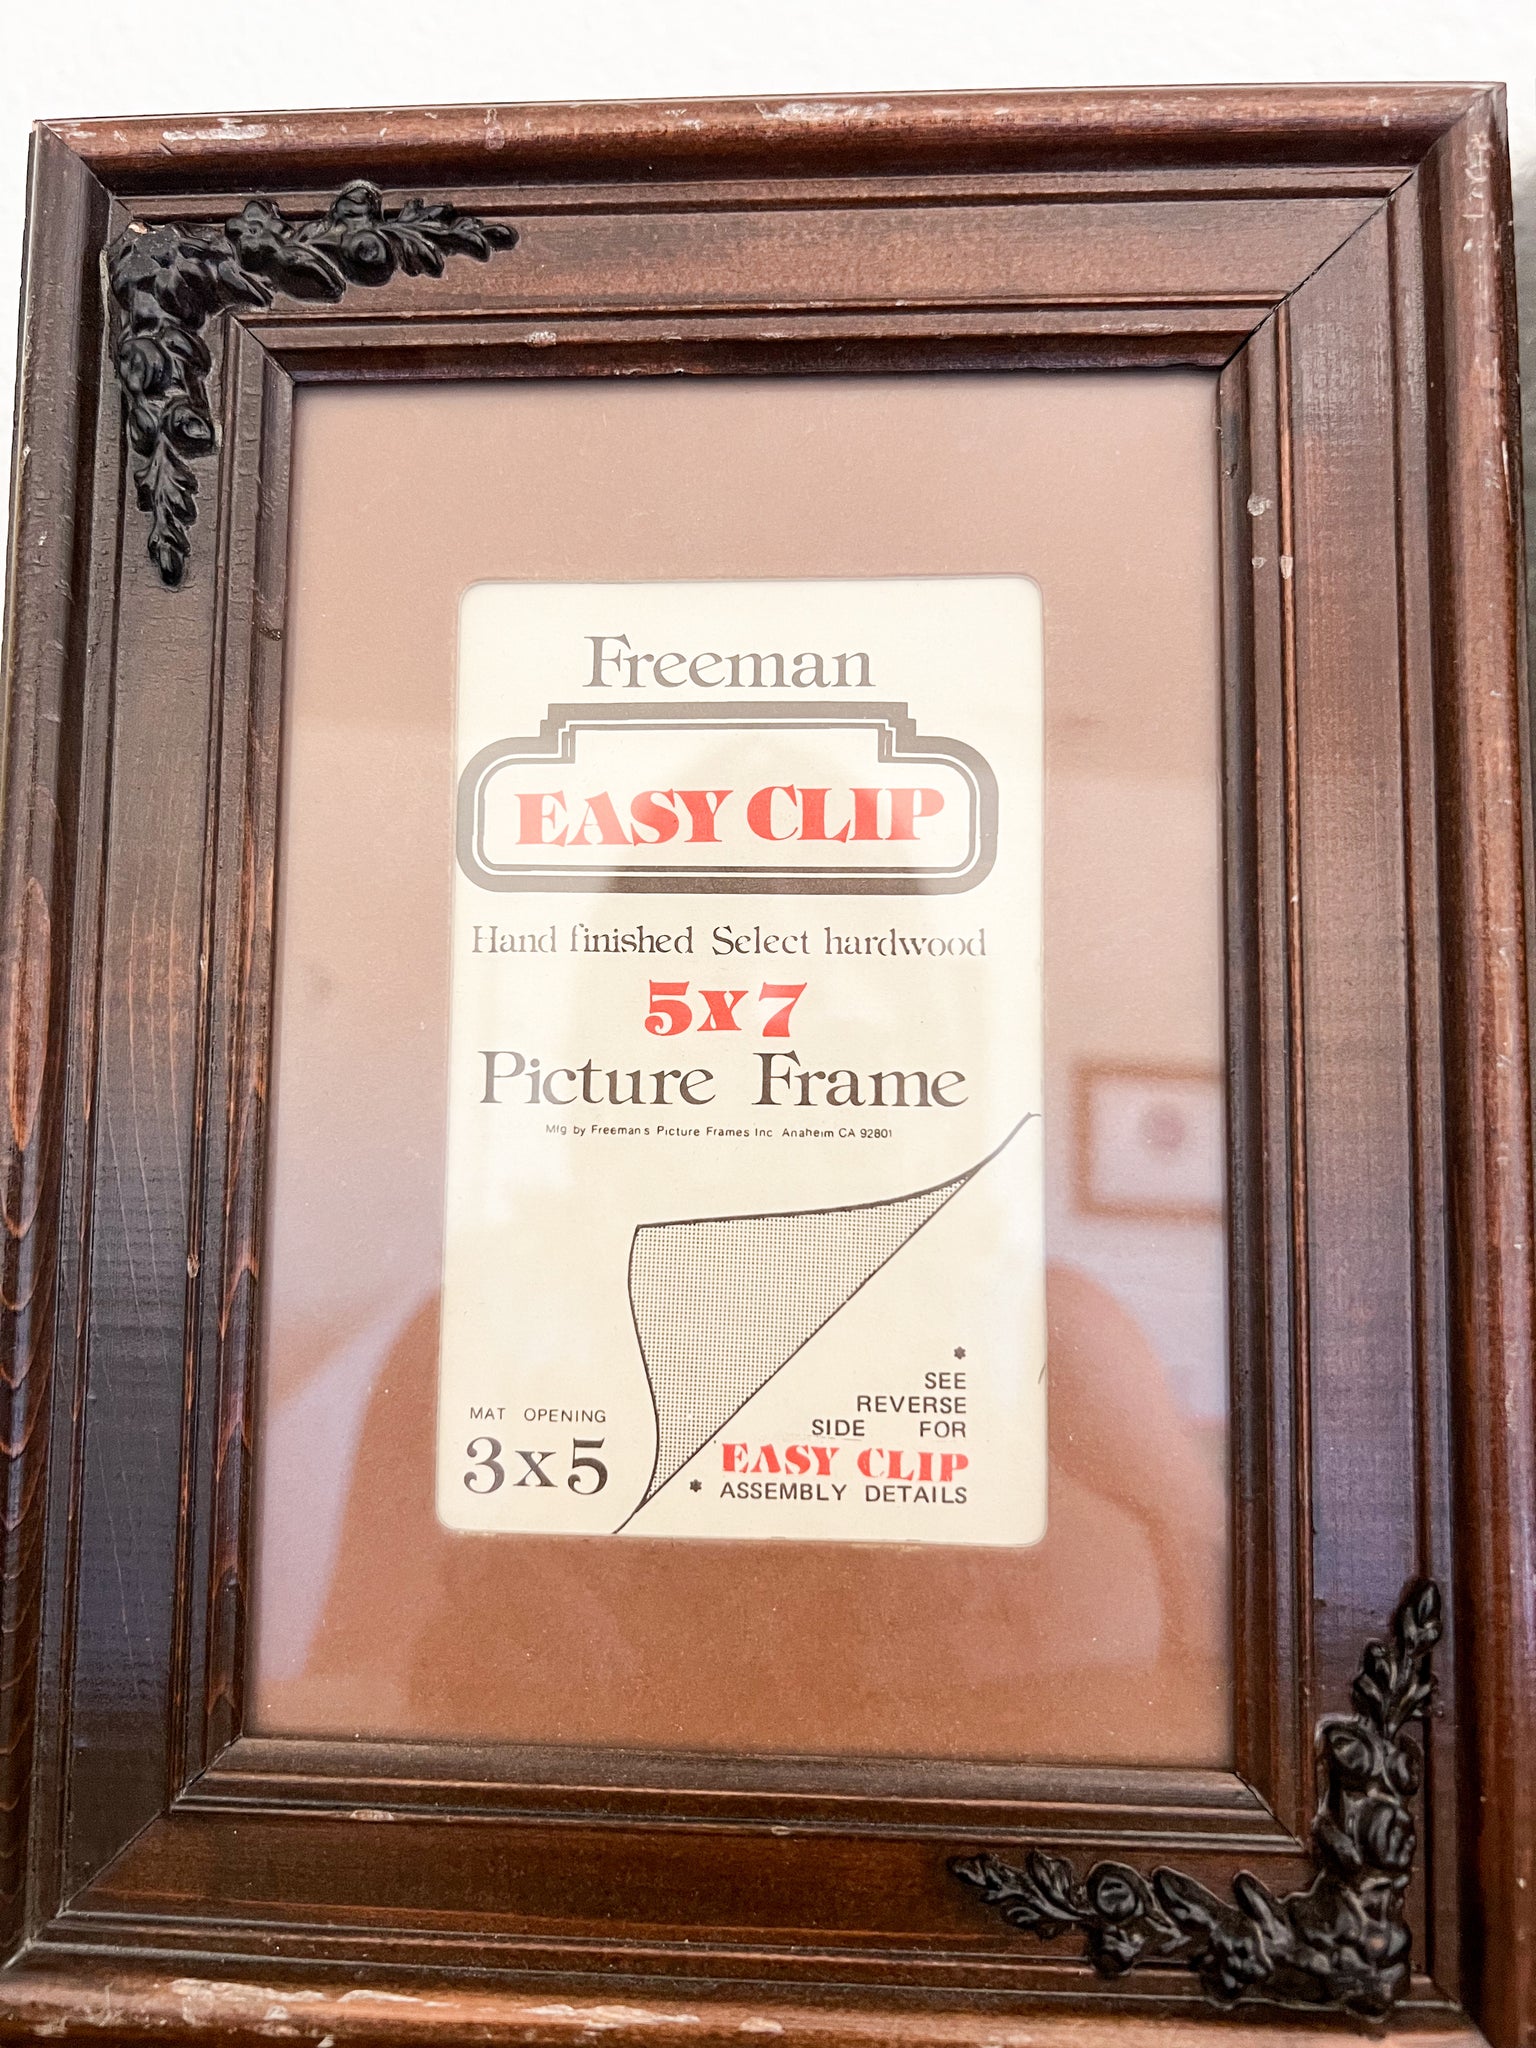 Freeman
EASY CLIP
Hand finished Select hardwood
5x7
Picture Frame
Mfg by Freeman's Picture Frames Inc Anaheim CA 92801
MAT OPENING
3x5
*
SEE
REVERSE
SIDE FOR
EASY CLIP
* ASSEMBLY DETAILS